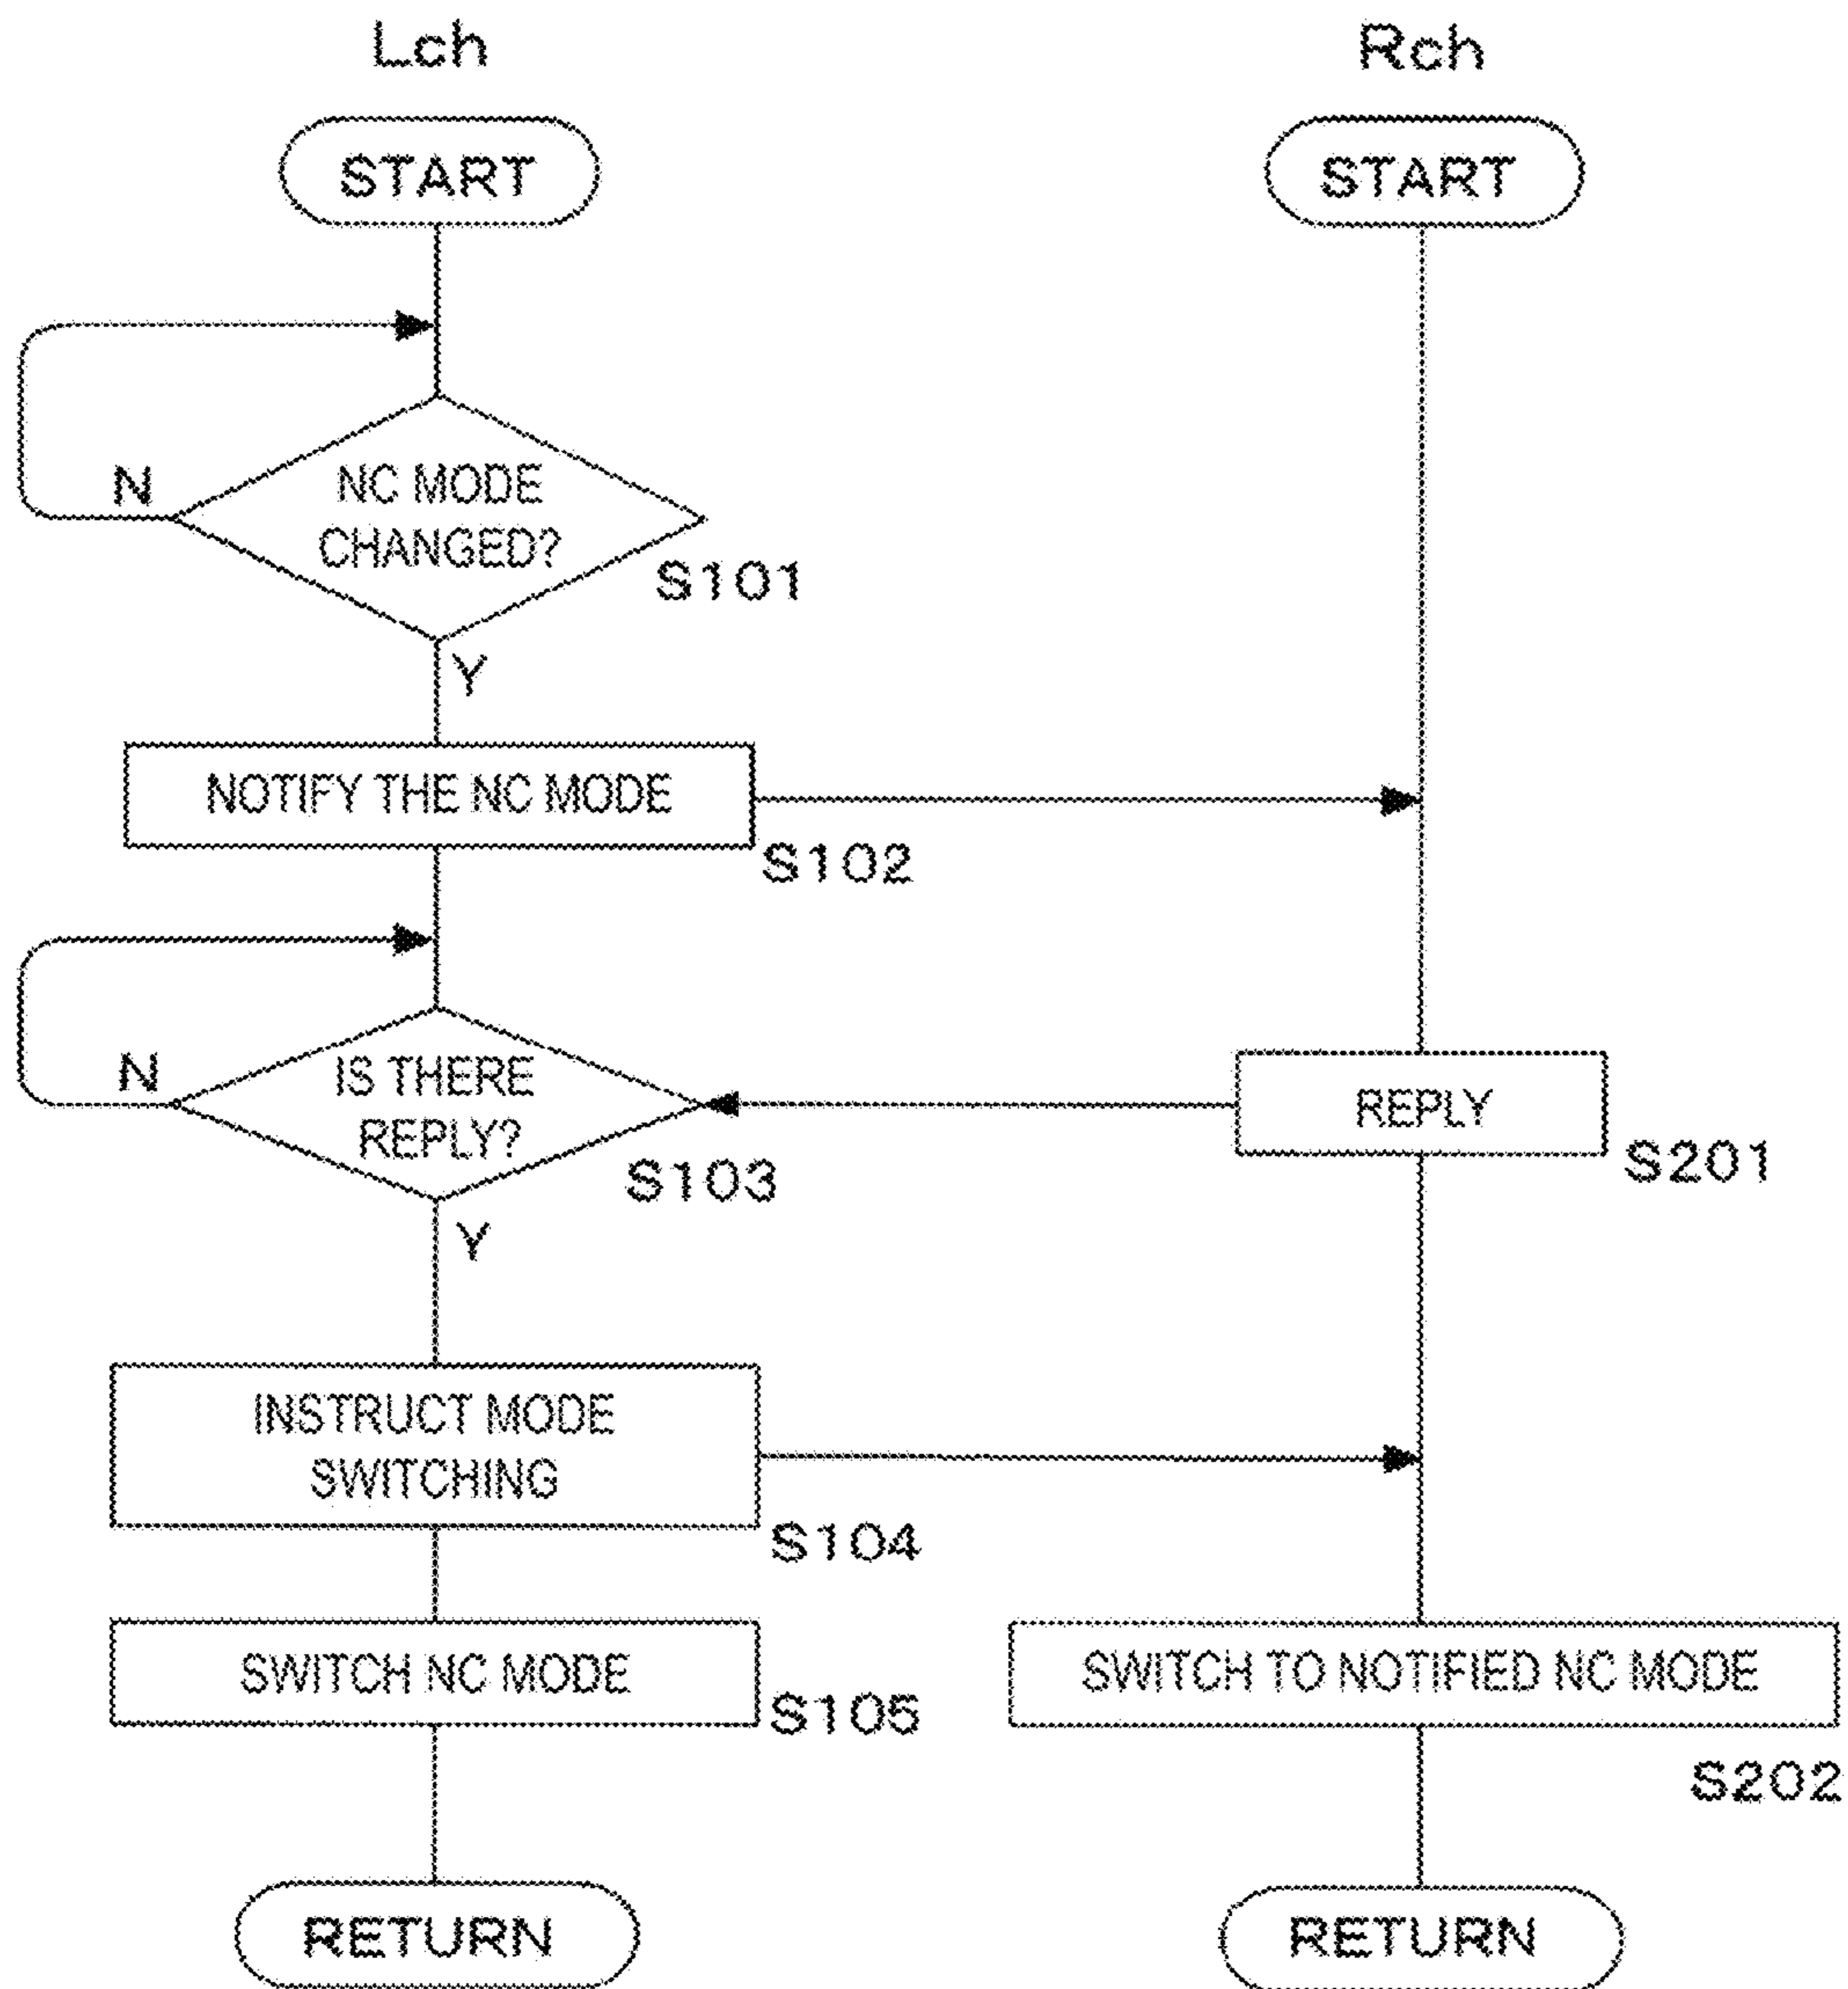 Lch
Rch
START
START
N
NC MODE
CHANGED?
S101
Y
NOTIFY THE NC MODE
S102
N
IS THERE
REPLY?
S103
REPLY
S201
Y
INSTRUCT MODE
SWITCHING
S104
SWITCH NC MODE
S105
SWITCH TO NOTIFIED NC MODE
S202
RETURN
RETURN